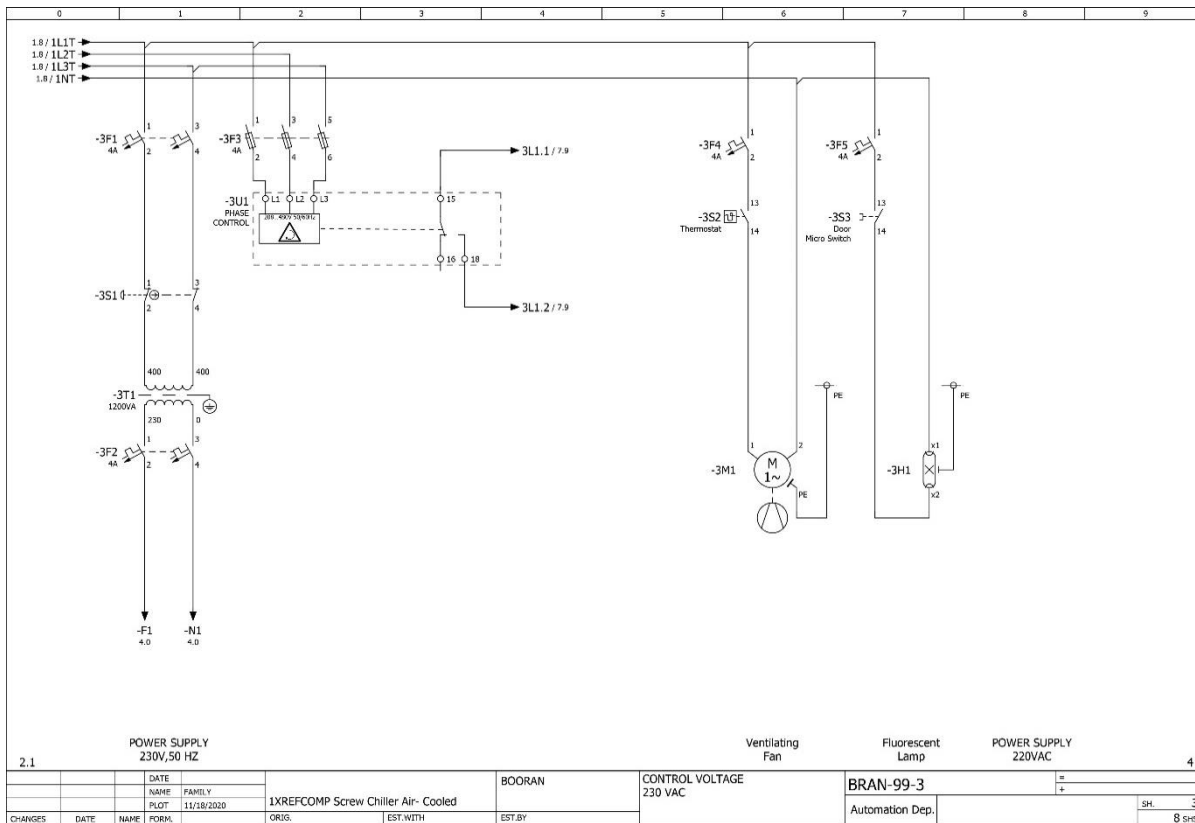 0 1 2 3 4 5 6 7 8 9
1.8 / 1L1T
1.8 / 1L2T
1.8 / 1L3T
1.8 / 1NT
-3F1
4A
1 3
2 4
-3F3
4A
1 3 5
2 4 6
3L1.1 / 7.9
-3F4
4A
1
2
-3F5
4A
1
2
-3U1
PHASE
CONTROL
L1 L2 L3
15
16 18
3L1.2 / 7.9
-3S2
Thermostat
13
14
-3S3
Door
Micro Switch
13
14
-3S1
1 3
2 4
400 400
-3T1
1200VA
230 0
-3F2
4A
1 3
2 4
-3M1
1 2
M
1~
PE
PE
-3H1
x1
x2
PE
-F1
4.0
-N1
4.0
POWER SUPPLY
230V,50 HZ
Ventilating
Fan
Fluorescent
Lamp
POWER SUPPLY
220VAC
2.1
4
DATE
NAME FAMILY
PLOT 11/18/2020
CHANGES DATE NAME FORM.
1XREFCOMP Screw Chiller Air- Cooled
ORIG. EST.WITH EST.BY
BOORAN
CONTROL VOLTAGE
230 VAC
BRAN-99-3
Automation Dep.
=
+
SH. 3
8 SHS